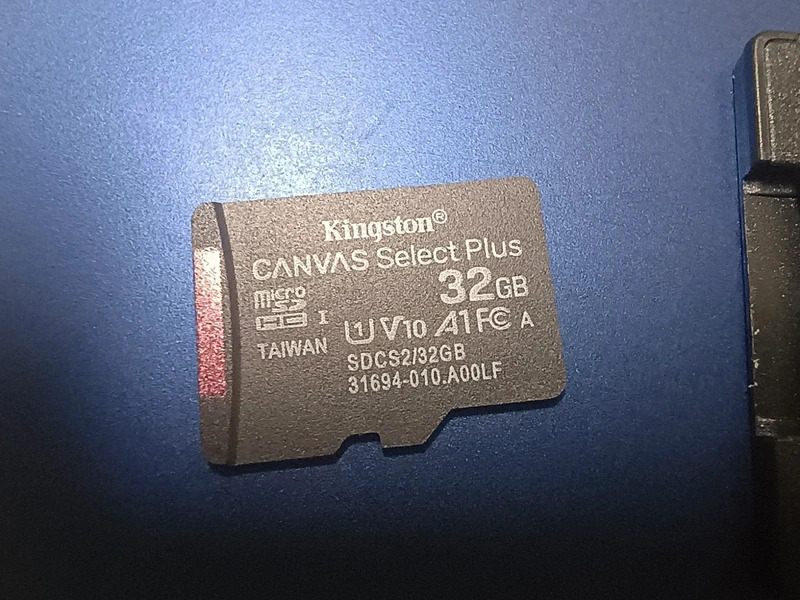 Kingston®
CANVAS Select Plus
32GB
micro SD HC I
U1 V10 A1 FC A
TAIWAN
SDCS2/32GB
31694-010.A00LF